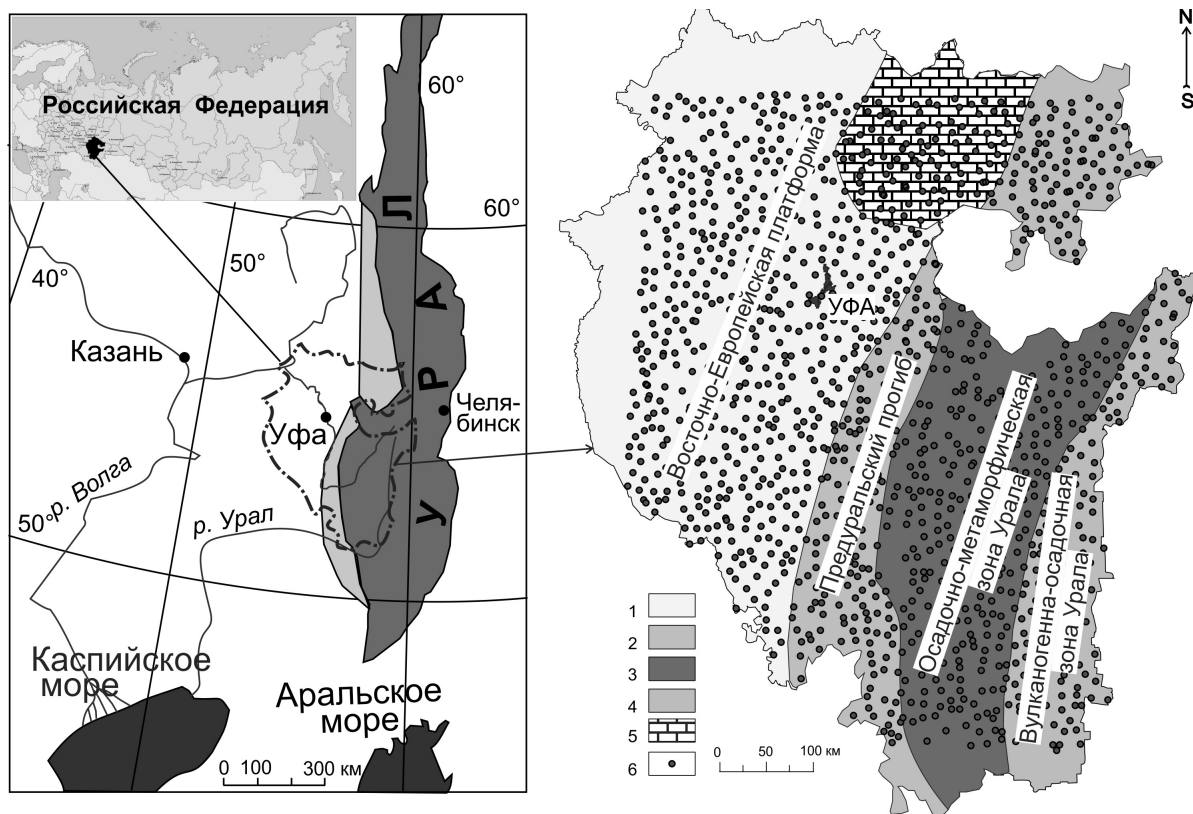 Российская Федерация
60°
60°
50°
40°
Казань
Уфа
Челя-
бинск
УРАЛ
50°
р. Волга
р. Урал
Каспийское
море
Аральское
море
0 100 300 км
N
S
Восточно-Европейская платформа
УФА
Предуральский прогиб
Осадочно-метаморфическая
зона Урала
Вулканогенна-осадочная
зона Урала
1
2
3
4
5
6
0 50 100 км